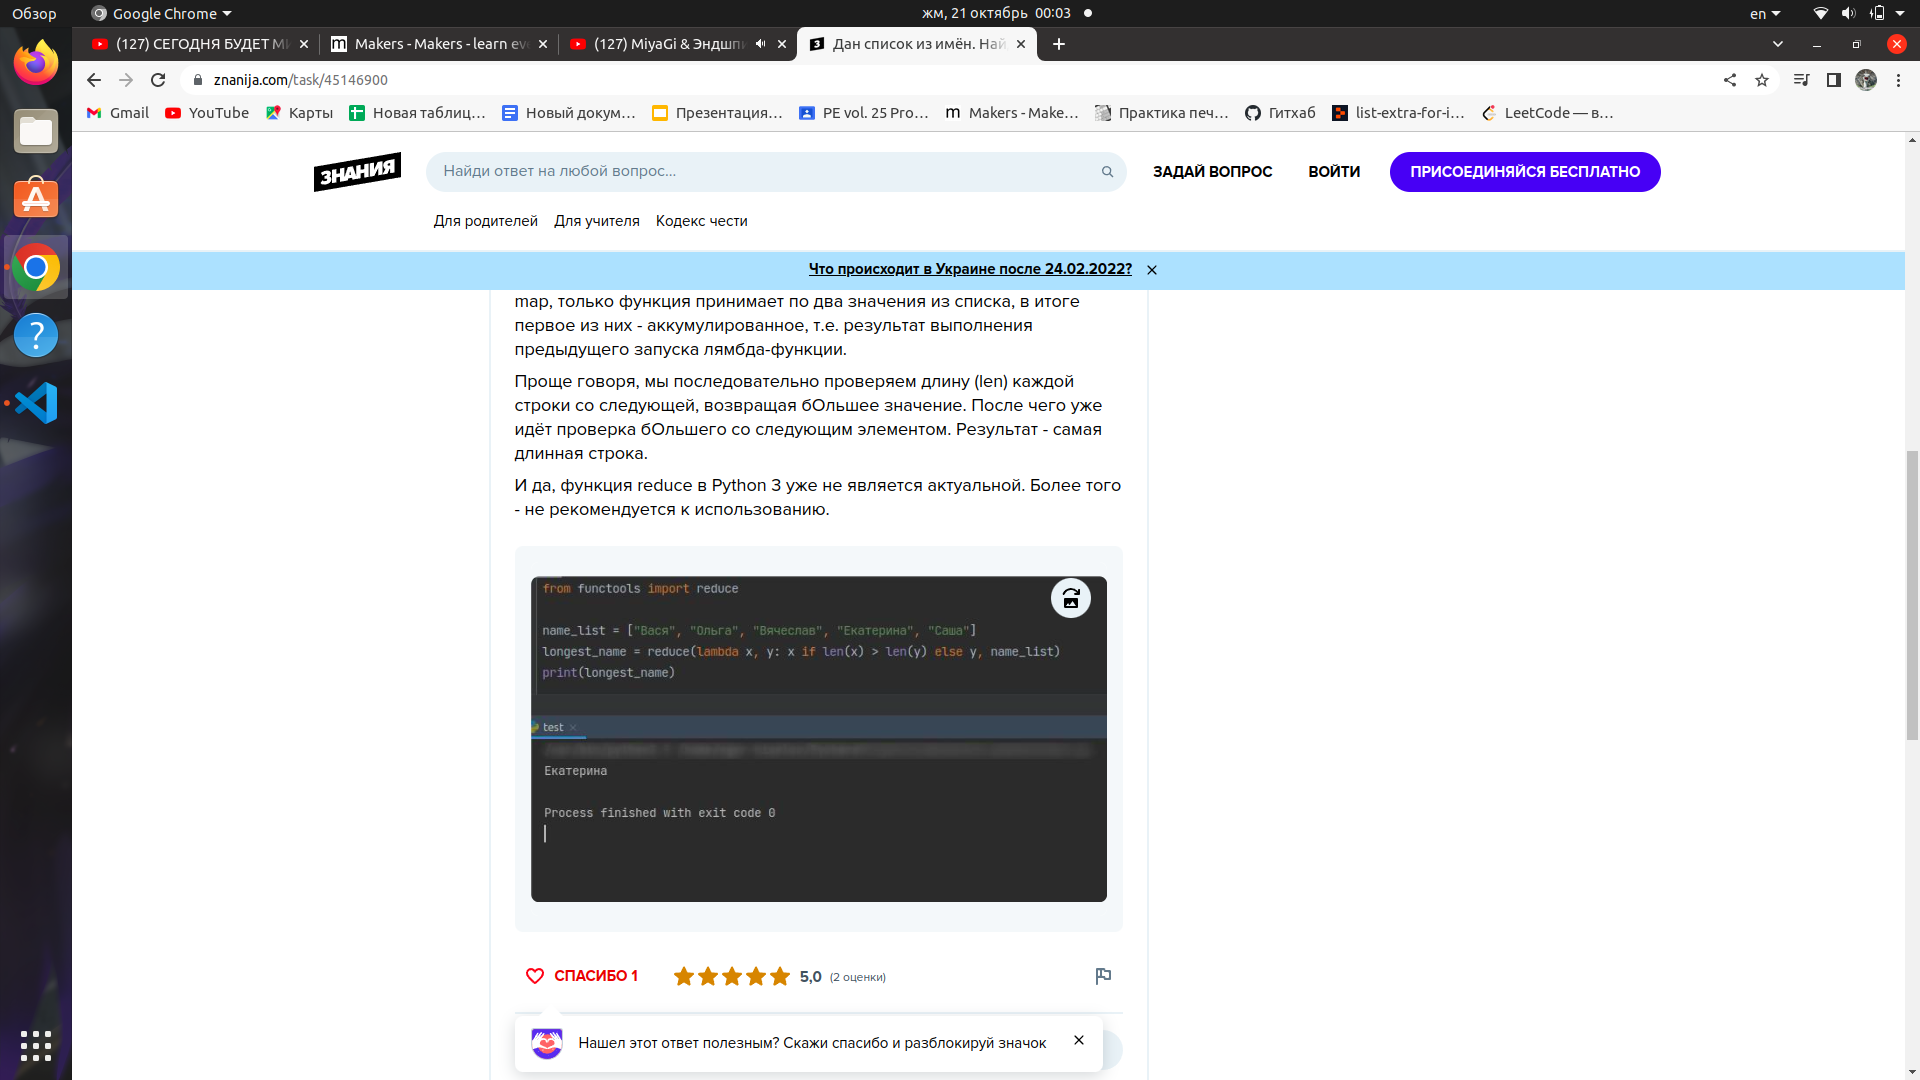 Обзор
Google Chrome
жм, 21 октябрь 00:03
en
(127) СЕГОДНЯ БУДЕТ М
Makers - Makers - learn eve
(127) MiyaGi & Эндшпи
Дан список из имён. Най
znanija.com/task/45146900
Gmail
YouTube
Карты
Новая таблиц…
Новый докум…
Презентация…
PE vol. 25 Pro…
Makers - Make…
Практика печ…
Гитхаб
list-extra-for-i…
LeetCode — в…
ЗНАНИЯ
Найди ответ на любой вопрос...
ЗАДАЙ ВОПРОС
ВОЙТИ
ПРИСОЕДИНЯЙСЯ БЕСПЛАТНО
Для родителей
Для учителя
Кодекс чести
Что происходит в Украине после 24.02.2022?
map, только функция принимает по два значения из списка, в итоге
первое из них - аккумулированное, т.е. результат выполнения
предыдущего запуска лямбда-функции.
Проще говоря, мы последовательно проверяем длину (len) каждой
строки со следующей, возвращая бОльшее значение. После чего уже
идёт проверка бОльшего со следующим элементом. Результат - самая
длинная строка.
И да, функция reduce в Python 3 уже не является актуальной. Более того
- не рекомендуется к использованию.
from functools import reduce
name_list = ["Вася", "Ольга", "Вячеслав", "Екатерина", "Саша"]
longest_name = reduce(lambda x, y: x if len(x) > len(y) else y, name_list)
print(longest_name)
test
Екатерина
Process finished with exit code 0
СПАСИБО 1
5,0 (2 оценки)
Нашел этот ответ полезным? Скажи спасибо и разблокируй значок